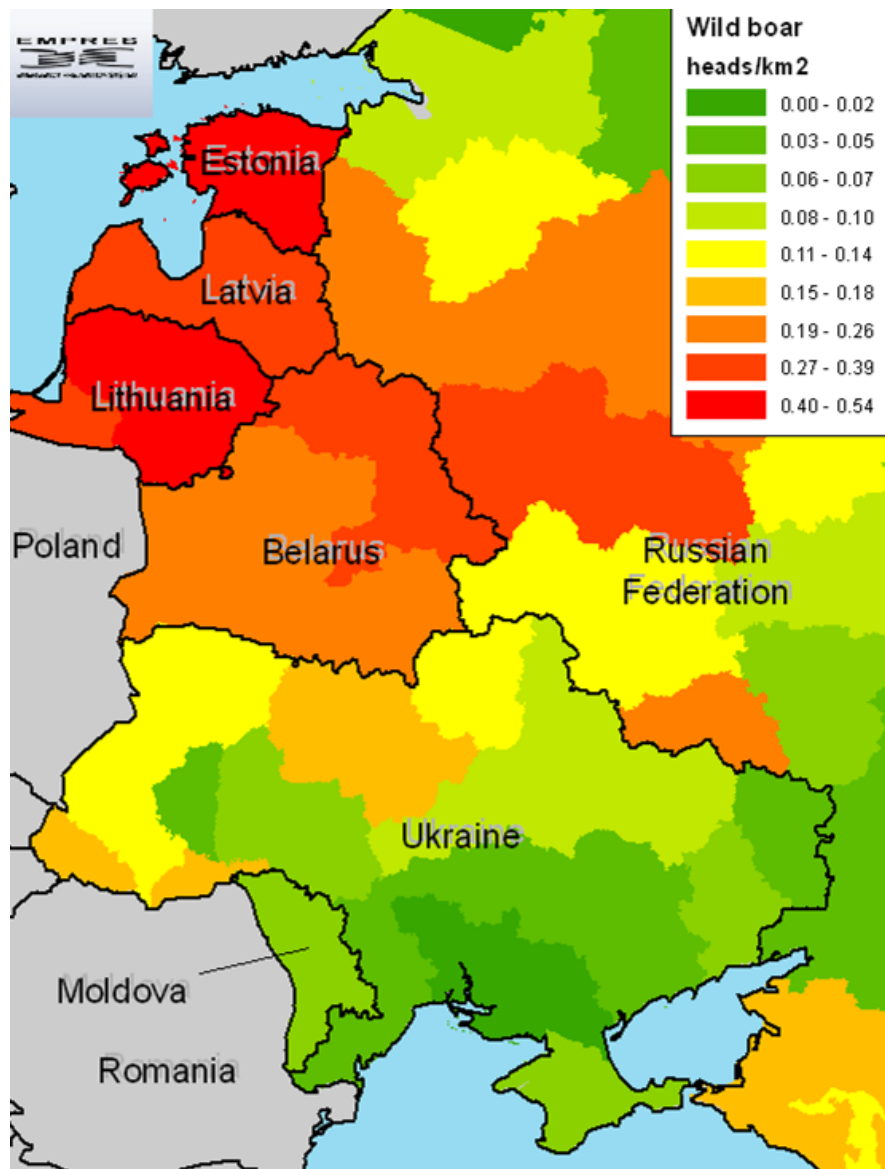 EMPRES
Wild boar
heads/km2
0.00 - 0.02
0.03 - 0.05
0.06 - 0.07
0.08 - 0.10
0.11 - 0.14
0.15 - 0.18
0.19 - 0.26
0.27 - 0.39
0.40 - 0.54
Estonia
Latvia
Lithuania
Poland
Belarus
Russian
Federation
Ukraine
Moldova
Romania